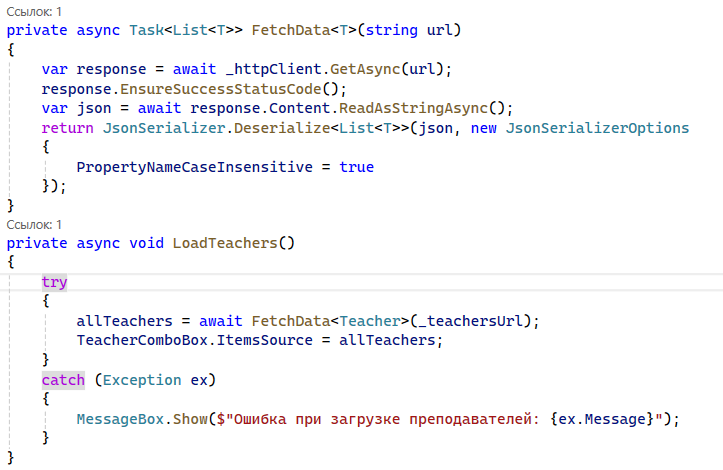 Ссылок: 1
private async Task<List<T>> FetchData<T>(string url)
{
    var response = await _httpClient.GetAsync(url);
    response.EnsureSuccessStatusCode();
    var json = await response.Content.ReadAsStringAsync();
    return JsonSerializer.Deserialize<List<T>>(json, new JsonSerializerOptions
    {
        PropertyNameCaseInsensitive = true
    });
}
Ссылок: 1
private async void LoadTeachers()
{
    try
    {
        allTeachers = await FetchData<Teacher>(_teachersUrl);
        TeacherComboBox.ItemsSource = allTeachers;
    }
    catch (Exception ex)
    {
        MessageBox.Show($"Ошибка при загрузке преподавателей: {ex.Message}");
    }
}